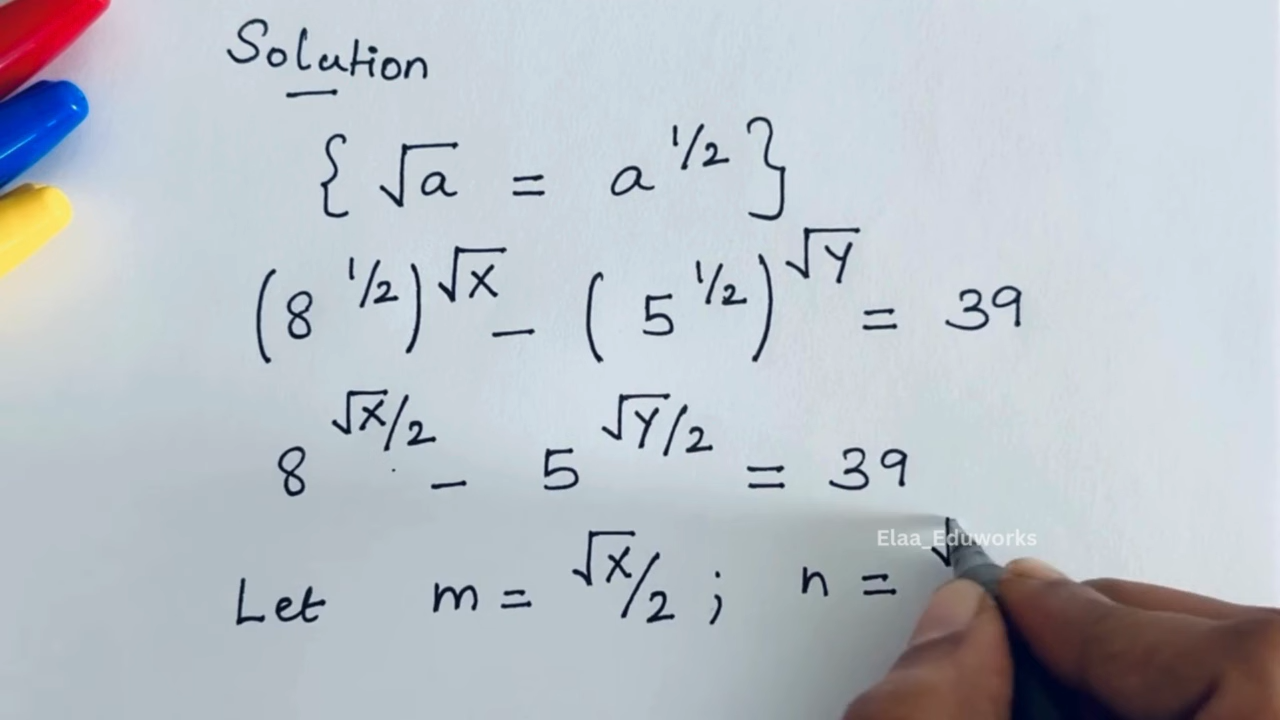 Solution
{ √a = a^1/2 }
(8^1/2)^√X - (5^1/2)^√Y = 39
8^√X/2 - 5^√Y/2 = 39
Elaa_Eduworks
Let m = √X/2 ; n = √